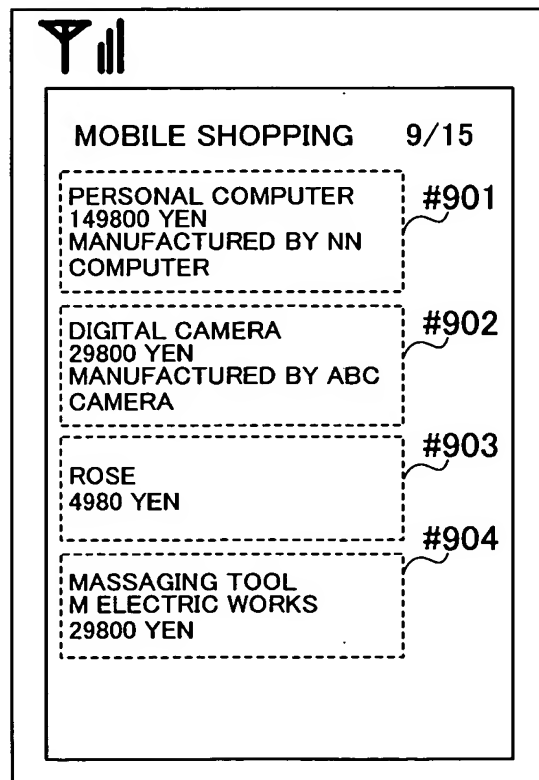 MOBILE SHOPPING 9/15
PERSONAL COMPUTER
149800 YEN
MANUFACTURED BY NN
COMPUTER
#901
DIGITAL CAMERA
29800 YEN
MANUFACTURED BY ABC
CAMERA
#902
ROSE
4980 YEN
#903
MASSAGING TOOL
M ELECTRIC WORKS
29800 YEN
#904